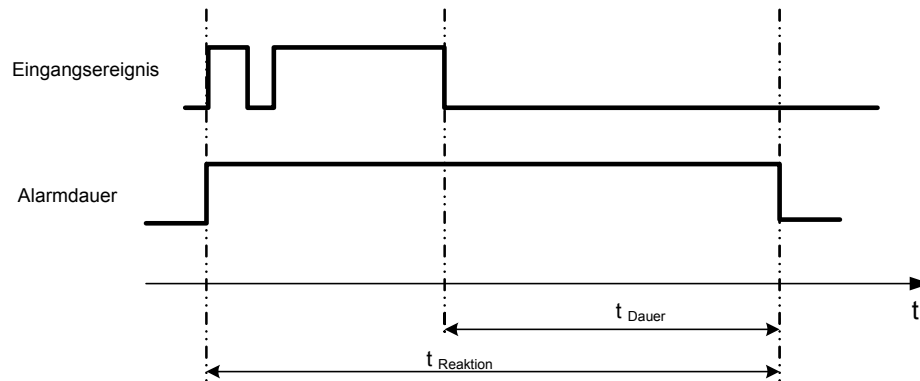 Eingangsereignis
Alarmdauer
t
t Dauer
t Reaktion